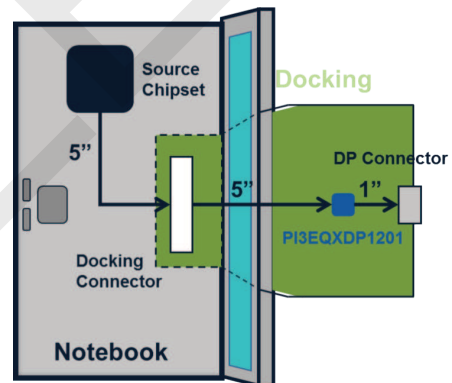 Source
Chipset
Docking
5”
DP Connector
5”
1”
PI3EQXDP1201
Docking
Connector
Notebook